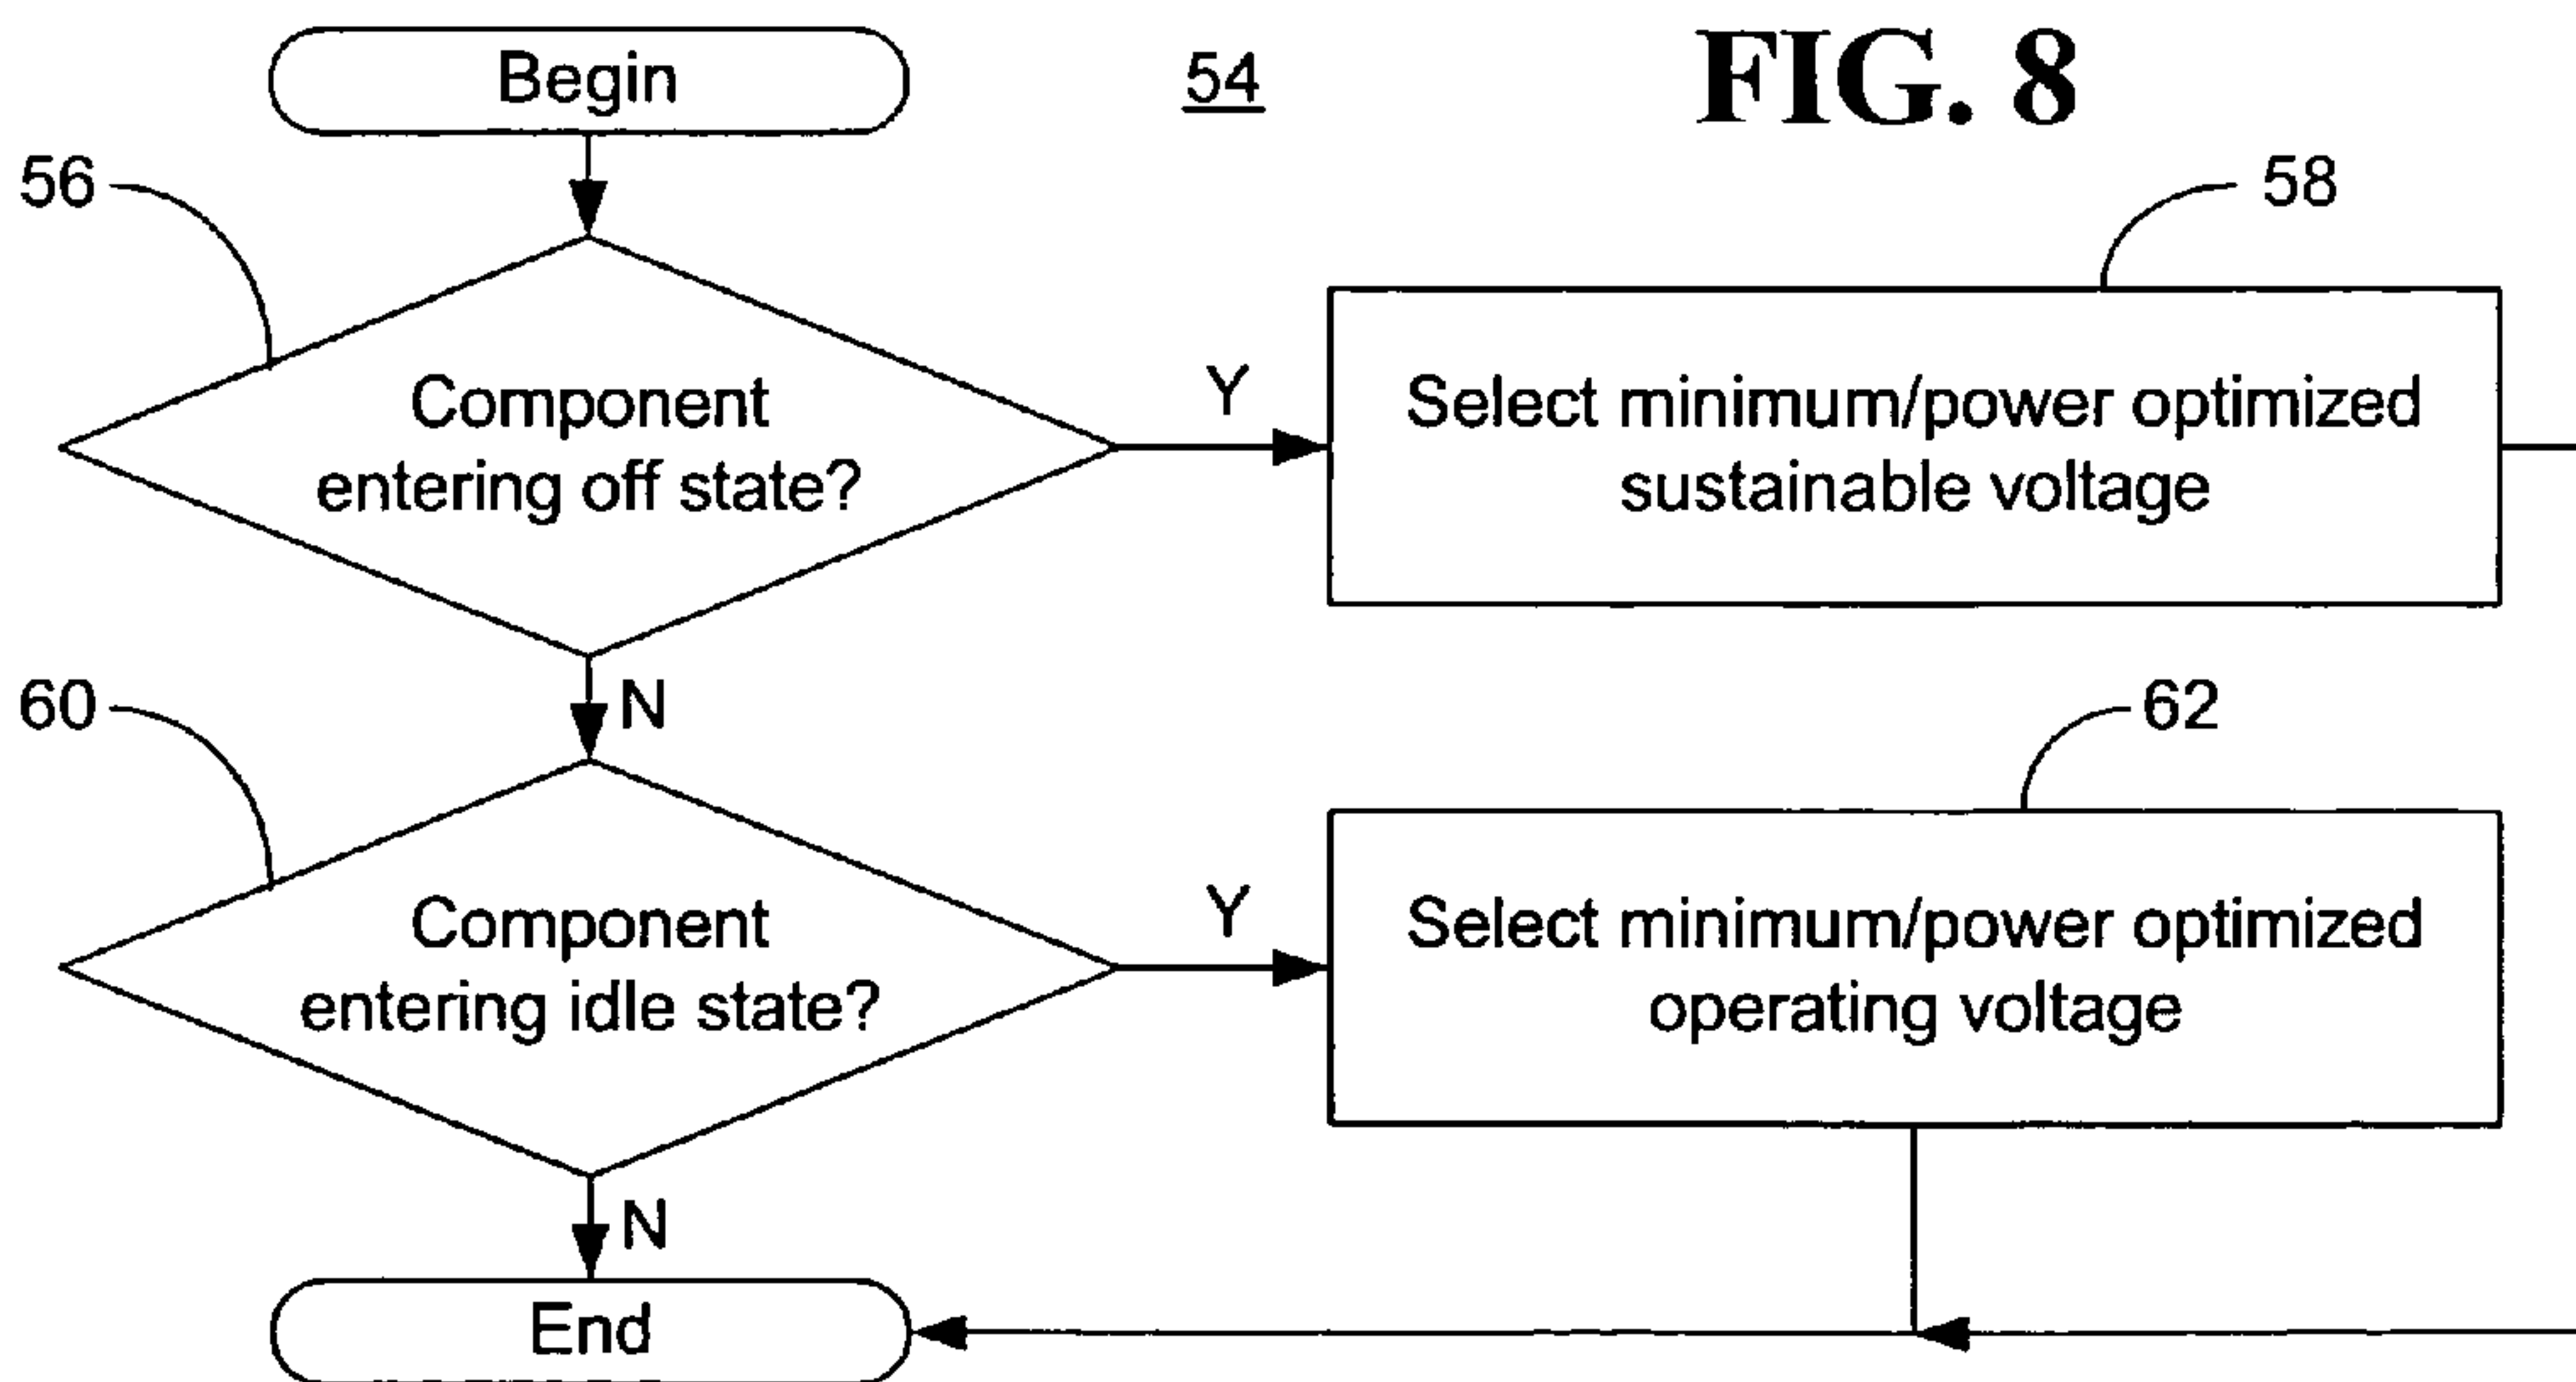 Begin
54
FIG. 8
56
58
Component
entering off state?
Y
Select minimum/power optimized
sustainable voltage
N
60
62
Component
entering idle state?
Y
Select minimum/power optimized
operating voltage
N
End